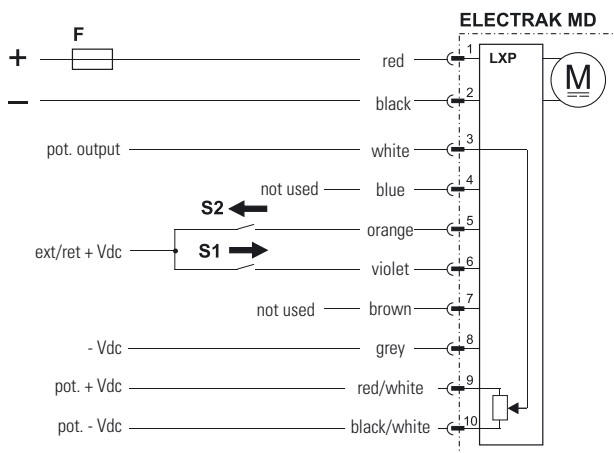 ELECTRAK MD
F
+ red 1 LXP
M
– black 2
pot. output white 3
not used blue 4
S2
orange 5
ext/ret + Vdc
S1
violet 6
not used brown 7
- Vdc grey 8
pot. + Vdc red/white 9
pot. - Vdc black/white 10